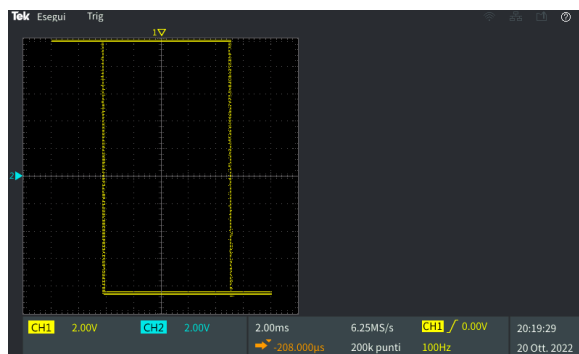 Tek Esegui Trig
1
2
CH1 2.00V CH2 2.00V 2.00ms 6.25MS/s CH1 0.00V 20:19:29
-208.000μs 200k punti 100Hz 20 Ott. 2022